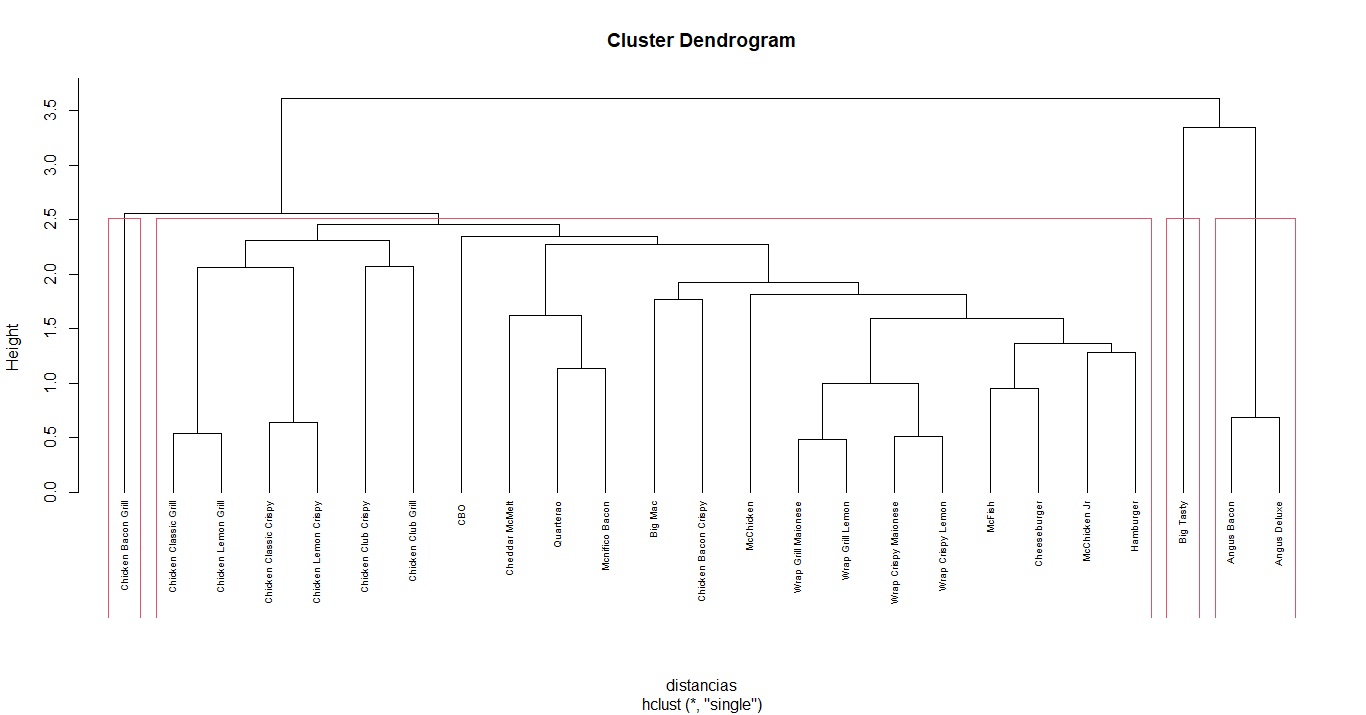 Cluster Dendrogram
Height
3.5
3.0
2.5
2.0
1.5
1.0
0.5
0.0
Chicken Bacon Grill
Chicken Classic Grill
Chicken Lemon Grill
Chicken Classic Crispy
Chicken Lemon Crispy
Chicken Club Crispy
Chicken Club Grill
CBO
Cheddar McMelt
Quarterao
Mcnifico Bacon
Big Mac
Chicken Bacon Crispy
McChicken
Wrap Grill Maionese
Wrap Grill Lemon
Wrap Crispy Maionese
Wrap Crispy Lemon
McFish
Cheeseburger
McChicken Jr
Hamburger
Big Tasty
Angus Bacon
Angus Deluxe
distancias
hclust (*, "single")